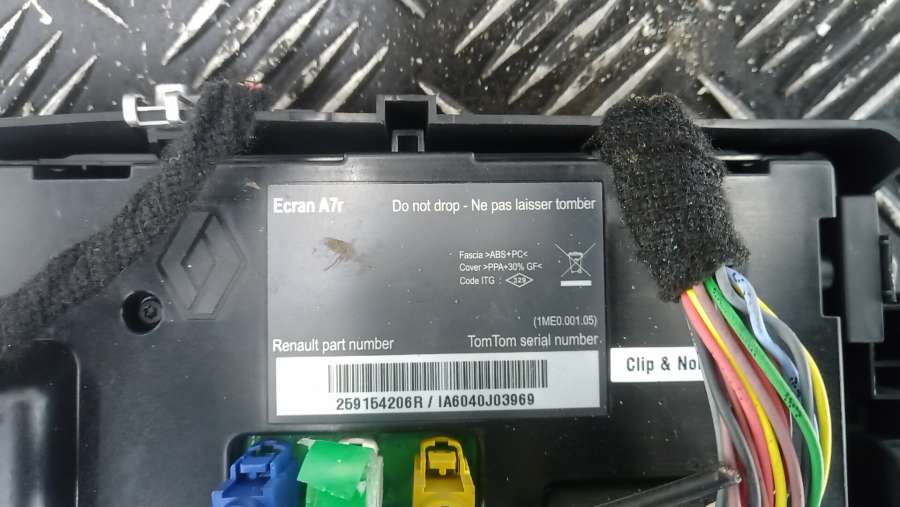 Ecran A7r Do not drop - Ne pas laisser tomber
Fascia >ABS+PC<
Cover >PPA+30% GF<
Code ITG : 329
(1ME0.001.05)
Renault part number TomTom serial number
259154206R / IA6040J03969
Clip &